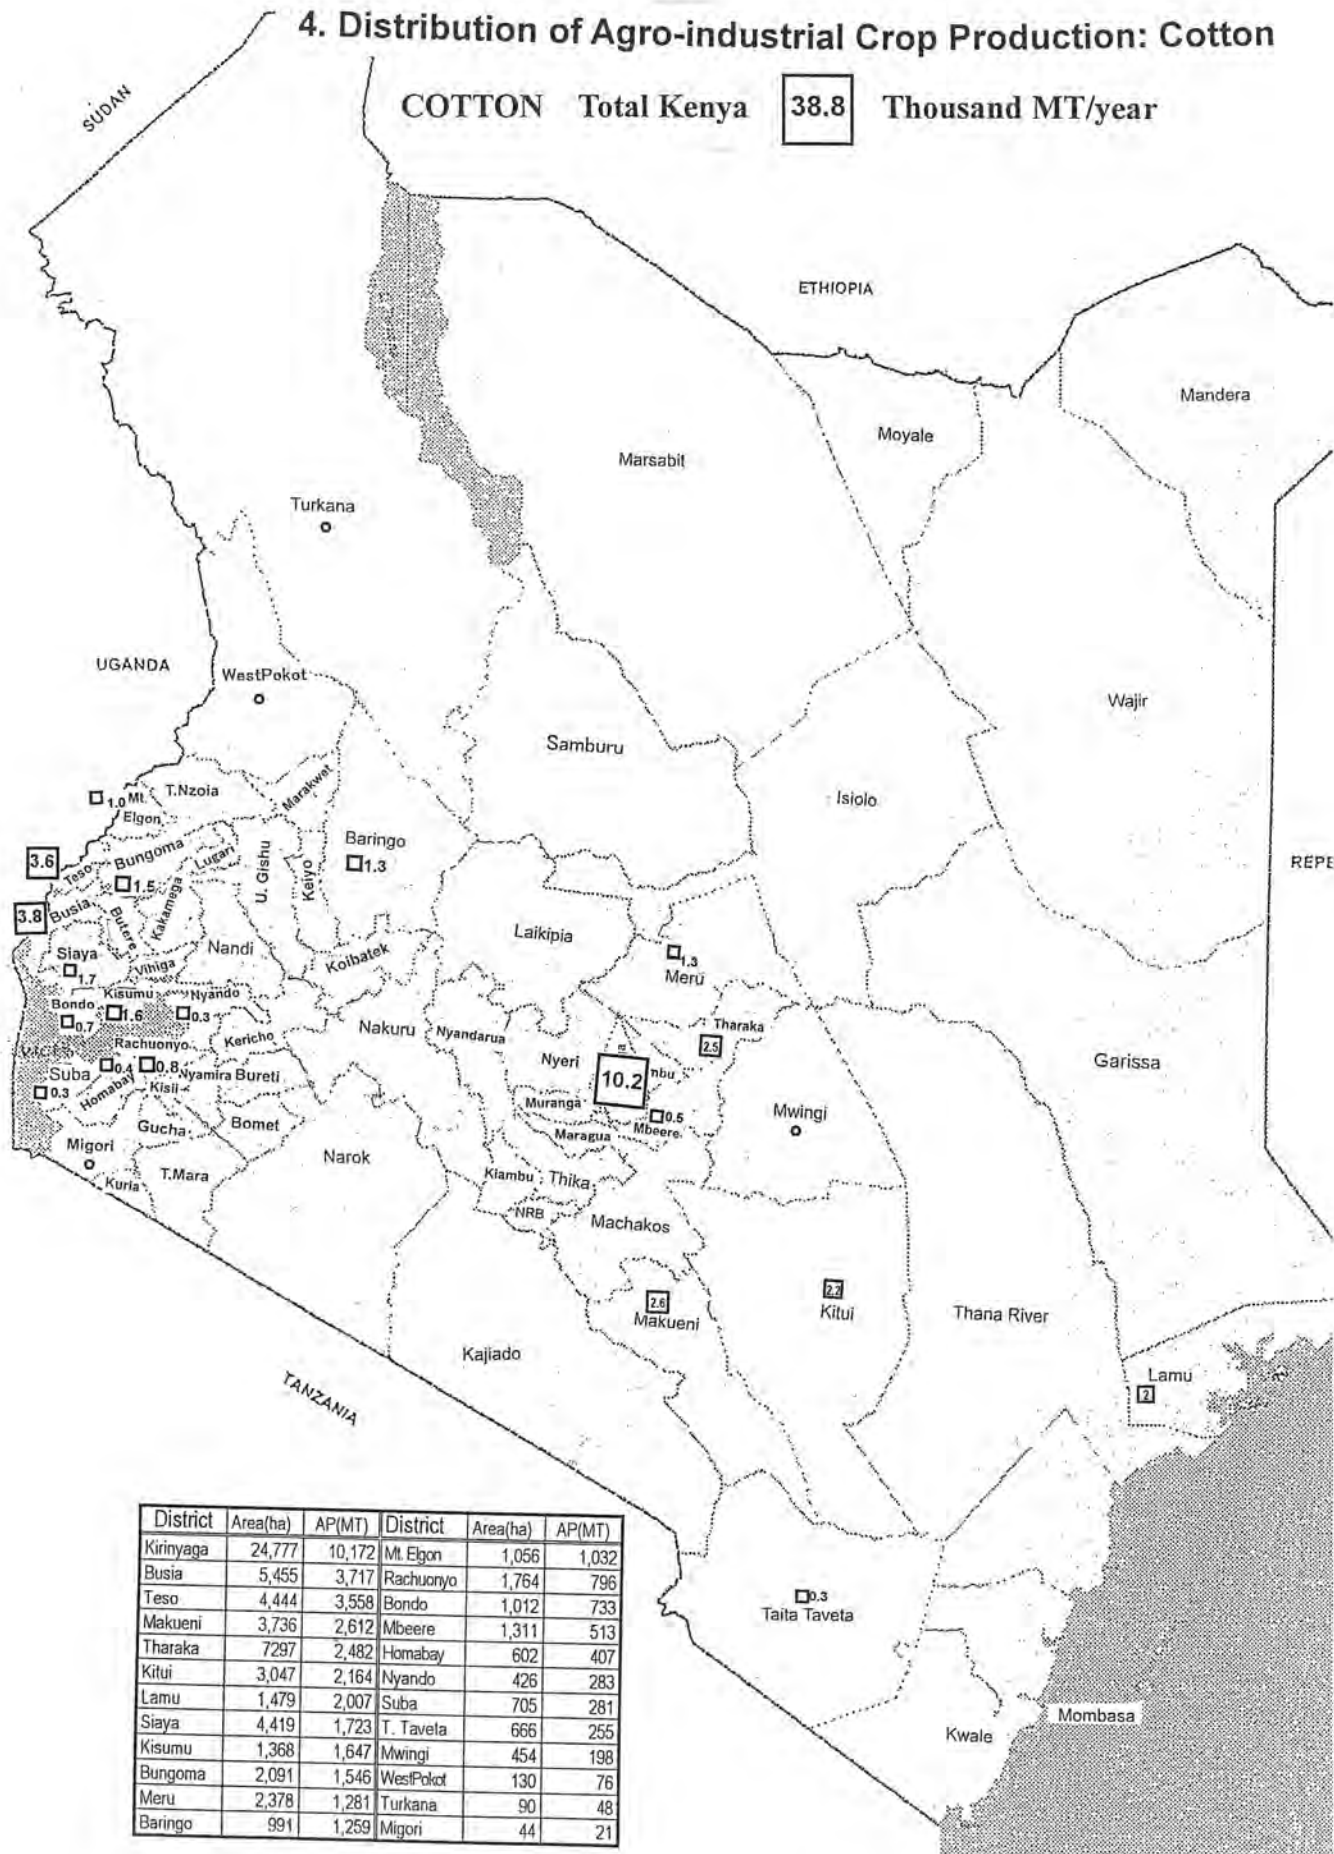 4. Distribution of Agro-industrial Crop Production: Cotton
COTTON Total Kenya 38.8 Thousand MT/year
SUDAN
ETHIOPIA
Mandera
Moyale
Marsabit
Turkana
UGANDA
WestPokot
Wajir
Samburu
Isiolo
T.Nzoia
Marakwet
1.0 Mt.
Elgon
Baringo
1.3
REPE
3.6
Teso
Bungoma
1.5
Lugari
U. Gishu
Keiyo
3.8
Busia
Butere
Kakamega
Nandi
Laikipia
Siaya
1.7
Vihiga
Koibatek
1.3
Meru
Kisumu
Nyando
Bondo
0.7
1.6
0.3
Kericho
Nakuru
Nyandarua
Tharaka
2.5
Nyeri
mbu
10.2
Garissa
Rachuonyo
Suba
0.4
0.8
Nyamira
Bureti
0.3
Homabay
Kisii
Muranga
0.5
Mbeere
Mwingi
Gucha
Bomet
Maragua
Migori
Narok
Kuria
T.Mara
Kiambu
Thika
NRB
Machakos
2.6
Makueni
2.2
Kitui
Thana River
Kajiado
Lamu
2
TANZANIA
0.3
Taita Taveta
Mombasa
Kwale
District Area(ha) AP(MT) District Area(ha) AP(MT)
Kirinyaga 24,777 10,172 Mt. Elgon 1,056 1,032
Busia 5,455 3,717 Rachuonyo 1,764 796
Teso 4,444 3,558 Bondo 1,012 733
Makueni 3,736 2,612 Mbeere 1,311 513
Tharaka 7297 2,482 Homabay 602 407
Kitui 3,047 2,164 Nyando 426 283
Lamu 1,479 2,007 Suba 705 281
Siaya 4,419 1,723 T. Taveta 666 255
Kisumu 1,368 1,647 Mwingi 454 198
Bungoma 2,091 1,546 WestPokot 130 76
Meru 2,378 1,281 Turkana 90 48
Baringo 991 1,259 Migori 44 21